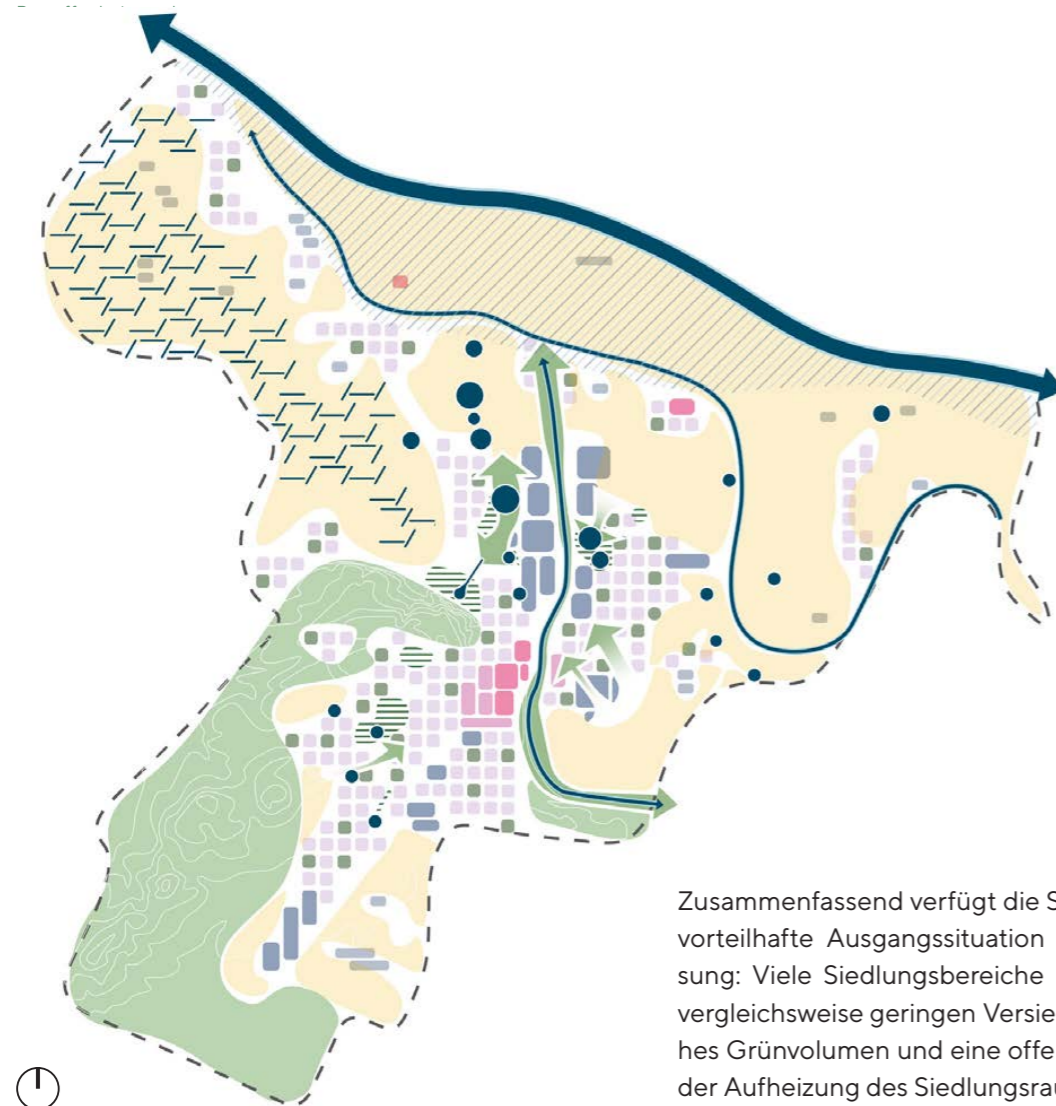 Zusammenfassend verfügt die S
vorteilhafte Ausgangssituation
sung: Viele Siedlungsbereiche
vergleichsweise geringen Versie
hes Grünvolumen und eine offe
der Aufheizung des Siedlungsrau